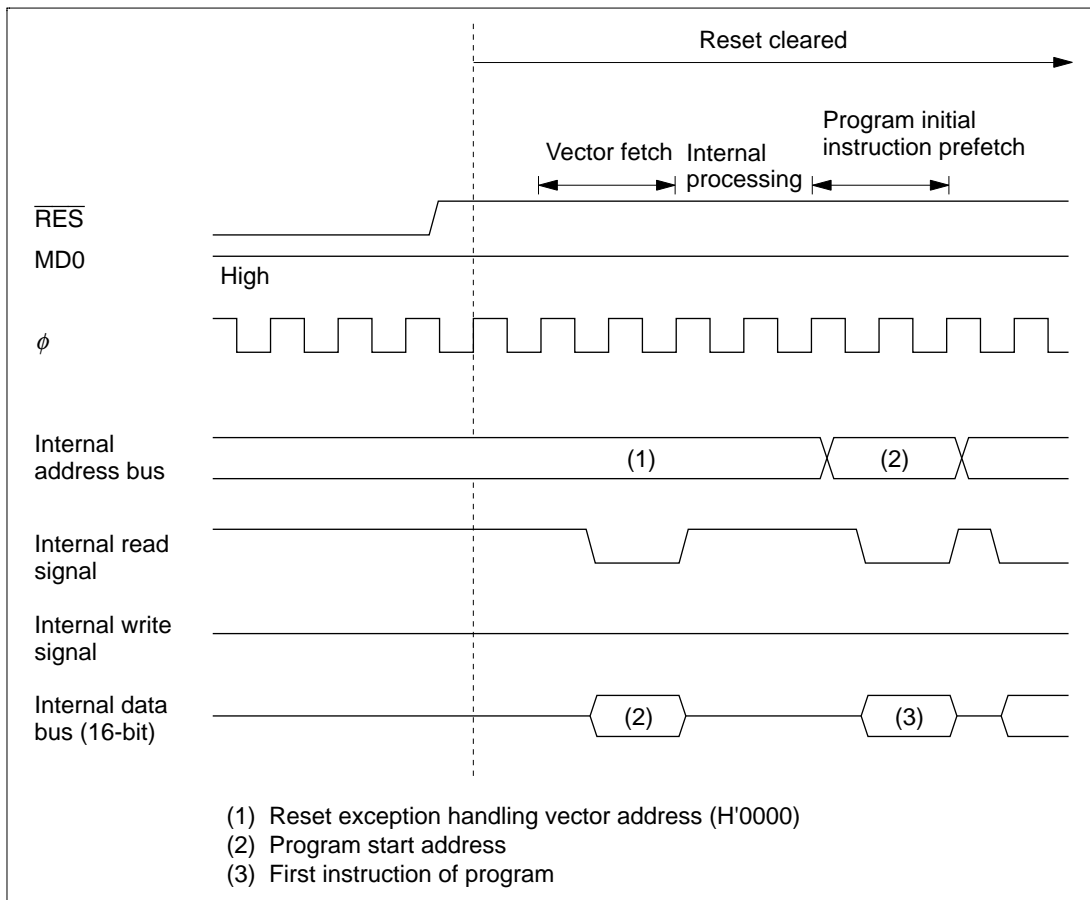 Reset cleared
Program initial
instruction prefetch
Vector fetch
Internal
processing
RES
MD0
High
φ
Internal
address bus
(1)
(2)
Internal read
signal
Internal write
signal
Internal data
bus (16-bit)
(2)
(3)
(1) Reset exception handling vector address (H'0000)
(2) Program start address
(3) First instruction of program